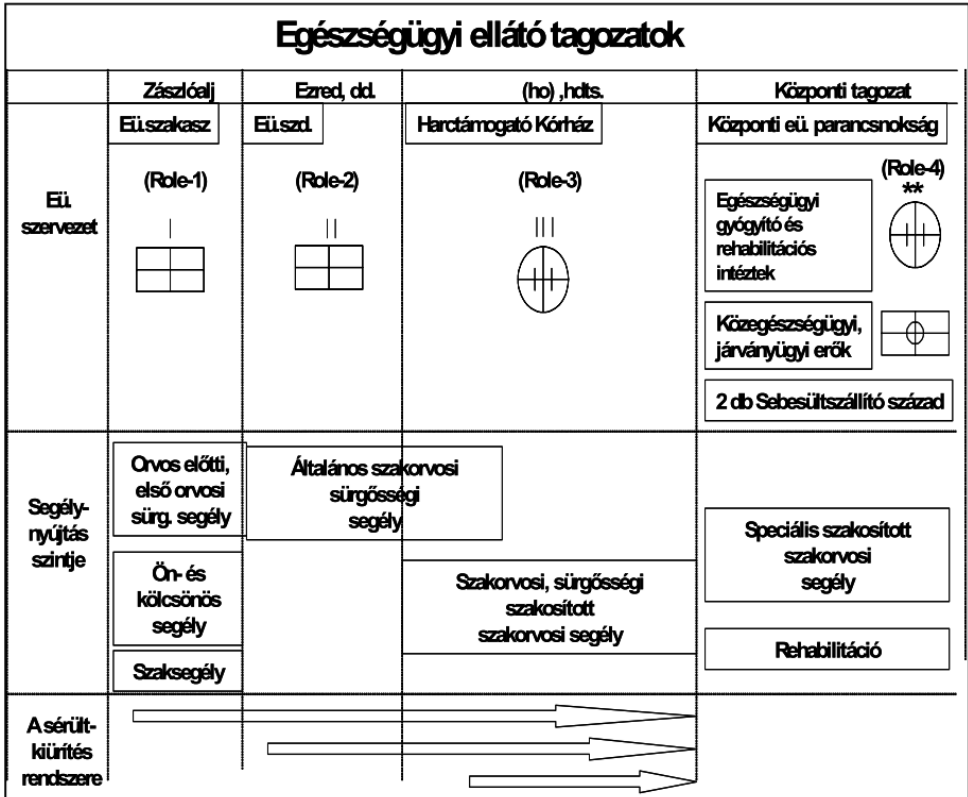 Egészségügyi ellátó tagozatok
Zászlóalj
Ezred, dd.
(ho) ,hdts.
Központi tagozat
Eü.
szervezet
Eü.szakasz
(Role-1)
Eü.szd.
(Role-2)
Harctámogató Kórház
(Role-3)
Központi eü. parancsnokság
(Role-4)
**
Egészségügyi
gyógyító és
rehabilitációs
intéztek
Közegészségügyi,
járványügyi erők
2 db Sebesültszállító század
Segély-
nyújtás
szintje
Orvos előtti,
első orvosi
sürg. segély
Ön- és
kölcsönös
segély
Szaksegély
Általános szakorvosi
sürgősségi
segély
Szakorvosi, sürgősségi
szakosított
szakorvosi segély
Speciális szakosított
szakorvosi
segély
Rehabilitáció
A sérült-
kiürítés
rendszere